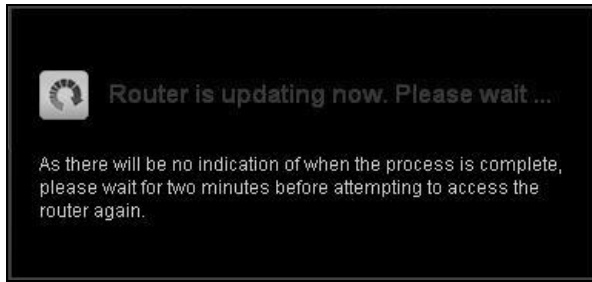 Router is updating now. Please wait ...
As there will be no indication of when the process is complete,
please wait for two minutes before attempting to access the
router again.